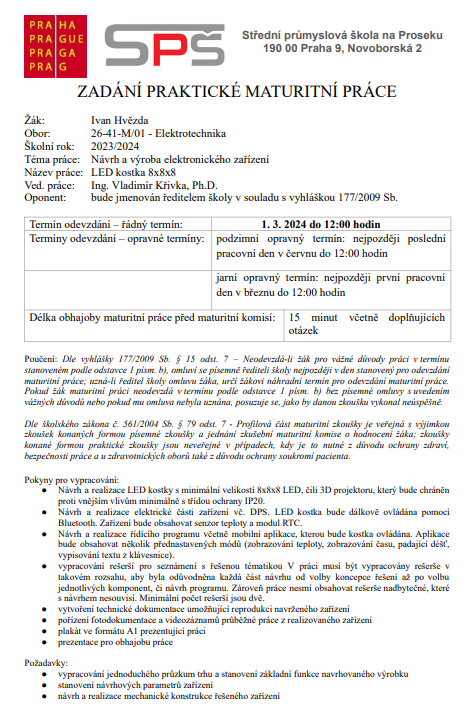 PRA HA
PRA GUE
PRA GA
PRA G
SPŠ
Střední průmyslová škola na Proseku
190 00 Praha 9, Novoborská 2
ZADÁNÍ PRAKTICKÉ MATURITNÍ PRÁCE
Žák: Ivan Hvězda
Obor: 26-41-M/01 - Elektrotechnika
Školní rok: 2023/2024
Téma práce: Návrh a výroba elektronického zařízení
Název práce: LED kostka 8x8x8
Ved. práce: Ing. Vladimír Křivka, Ph.D.
Oponent: bude jmenován ředitelem školy v souladu s vyhláškou 177/2009 Sb.
Termín odevzdání – řádný termín: 1. 3. 2024 do 12:00 hodin
Termíny odevzdání – opravné termíny: podzimní opravný termín: nejpozději poslední
pracovní den v červnu do 12:00 hodin
jarní opravný termín: nejpozději první pracovní
den v březnu do 12:00 hodin
Délka obhajoby maturitní práce před maturitní komisí: 15 minut včetně doplňujících
otázek
Poučení: Dle vyhlášky 177/2009 Sb. § 15 odst. 7 – Neodevzdá-li žák pro vážné důvody práci v termínu
stanoveném podle odstavce 1 písm. b), omluví se písemně řediteli školy nejpozději v den stanovený pro odevzdání
maturitní práce; uzná-li ředitel školy omluvu žáka, určí žákovi náhradní termín pro odevzdání maturitní práce.
Pokud žák maturitní práci neodevzdá v termínu podle odstavce 1 písm. b) bez písemné omluvy s uvedením
vážných důvodů nebo pokud mu omluva nebyla uznána, posuzuje se, jako by danou zkoušku vykonal neúspěšně.
Dle školského zákona č. 561/2004 Sb. § 79 odst. 7 - Profilová část maturitní zkoušky je veřejná s výjimkou
zkoušek konaných formou písemné zkoušky a jednání zkušební maturitní komise o hodnocení žáka; zkoušky
konané formou praktické zkoušky jsou neveřejné v případech, kdy je to nutné z důvodu ochrany zdraví,
bezpečnosti práce a u zdravotnických oborů také z důvodu ochrany soukromí pacienta.
Pokyny pro vypracování:
● Návrh a realizace LED kostky s minimální velikostí 8x8x8 LED, čili 3D projektoru, který bude chráněn
proti vnějším vlivům minimálně s třídou ochrany IP20.
● Návrh a realizace elektrické části zařízení vč. DPS. LED kostka bude dálkově ovládána pomocí
Bluetooth. Zařízení bude obsahovat senzor teploty a modul RTC.
● Návrh a realizace řídicího programu včetně mobilní aplikace, kterou bude kostka ovládána. Aplikace
bude obsahovat několik přednastavených módů (zobrazování teploty, zobrazování času, padající déšť,
vypisování textu z klávesnice).
● vypracování rešerší pro seznámení s řešenou tématikou V práci musí být vypracovány rešerše v
takovém rozsahu, aby byla odůvodněna každá část návrhu od volby koncepce řešení až po volbu
jednotlivých komponent, či návrh programu. Zároveň práce nesmí obsahovat rešerše nadbytečné, které
s návrhem nesouvisí. Minimální počet rešerší jsou dvě.
● vytvoření technické dokumentace umožňující reprodukci navrženého zařízení
● pořízení fotodokumentace a videozáznamů průběžné práce z realizovaného zařízení
● plakát ve formátu A1 prezentující práci
● prezentace pro obhajobu práce
Požadavky:
● vypracování jednoduchého průzkum trhu a stanovení základní funkce navrhovaného výrobku
● stanovení návrhových parametrů zařízení
● návrh a realizace mechanické konstrukce řešeného zařízení